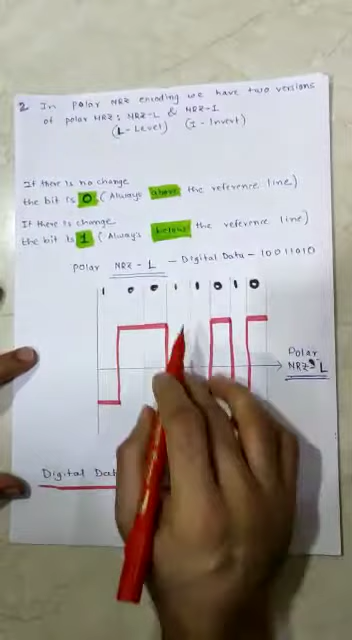 2. In Polar NRZ encoding we have two versions
of polar NRZ: NRZ-L & NRZ-I
(L-Level) (I-Invert)
If there is no change
the bit is 0 (Always above the reference line)
If there is change
the bit is 1 (Always below the reference line)
Polar NRZ-L - Digital Data - 10011010
1 0 0 1 1 0 1 0
Polar
NRZ-L
Digital Dat